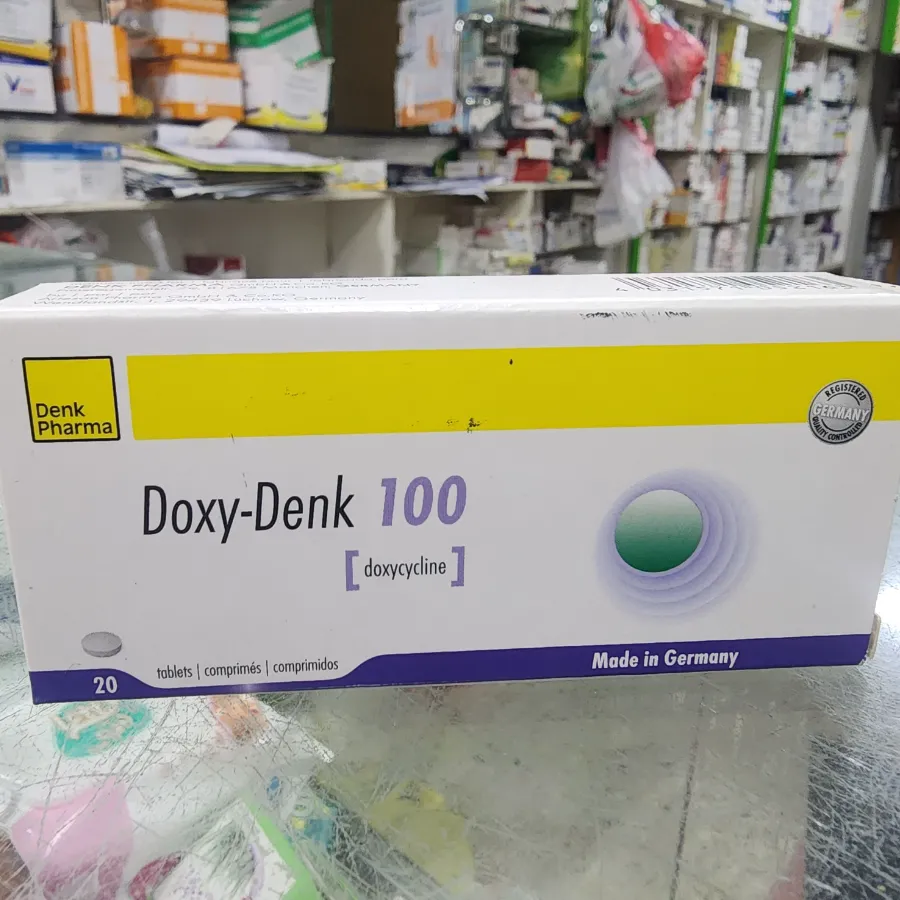 Denk
Pharma
REGISTERED
GERMANY
QUALITY CONTROLLED
Doxy-Denk 100
[doxycycline]
20
tablets | comprimés | comprimidos
Made in Germany